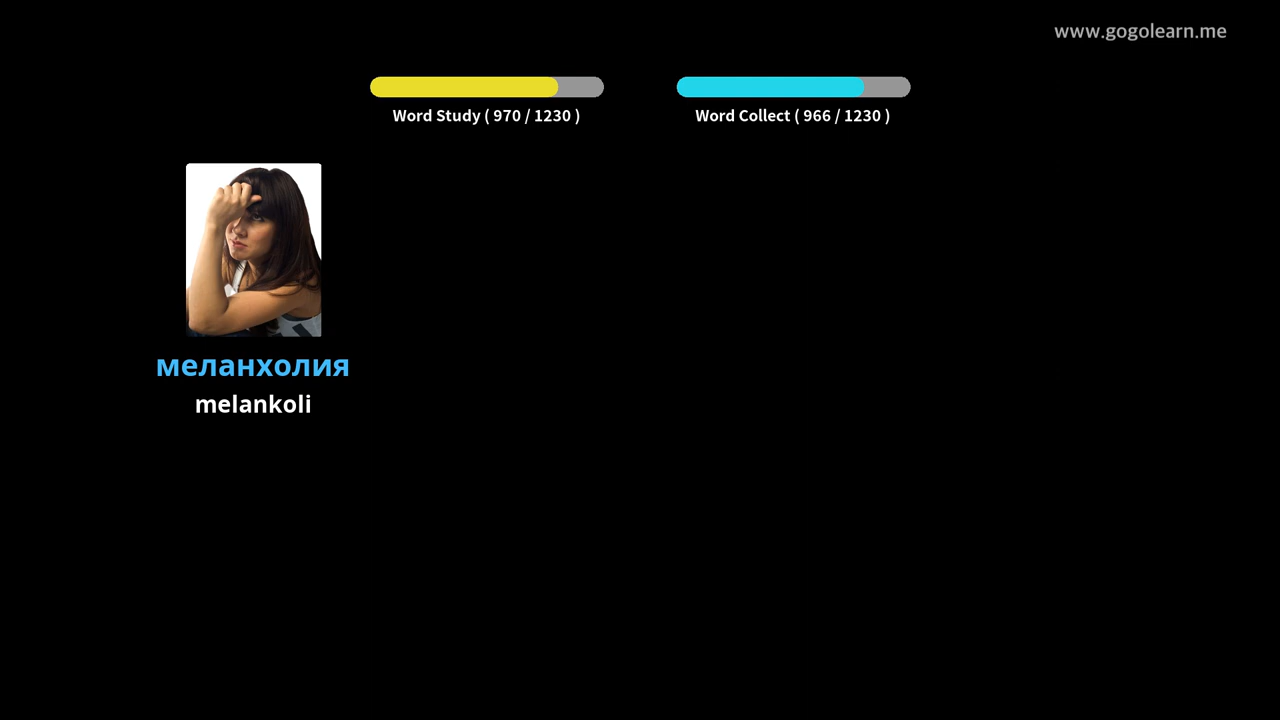 www.gogolearn.me
Word Study ( 970 / 1230 )
Word Collect ( 966 / 1230 )
меланхолия
melankoli